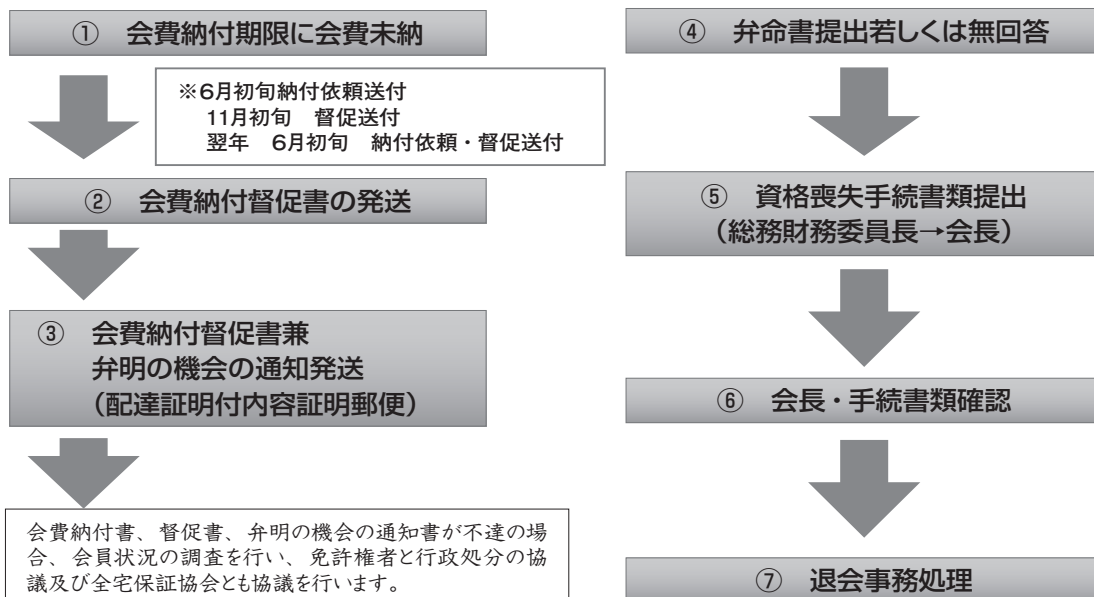 ① 会費納付期限に会費未納
※6月初旬納付依頼送付
11月初旬 督促送付
翌年 6月初旬 納付依頼・督促送付
② 会費納付督促書の発送
③ 会費納付督促書兼
弁明の機会の通知発送
(配達証明付内容証明郵便)
会費納付書、督促書、弁明の機会の通知書が不達の場
合、会員状況の調査を行い、免許権者と行政処分の協
議及び全宅保証協会とも協議を行います。
④ 弁命書提出若しくは無回答
⑤ 資格喪失手続書類提出
(総務財務委員長→会長)
⑥ 会長・手続書類確認
⑦ 退会事務処理